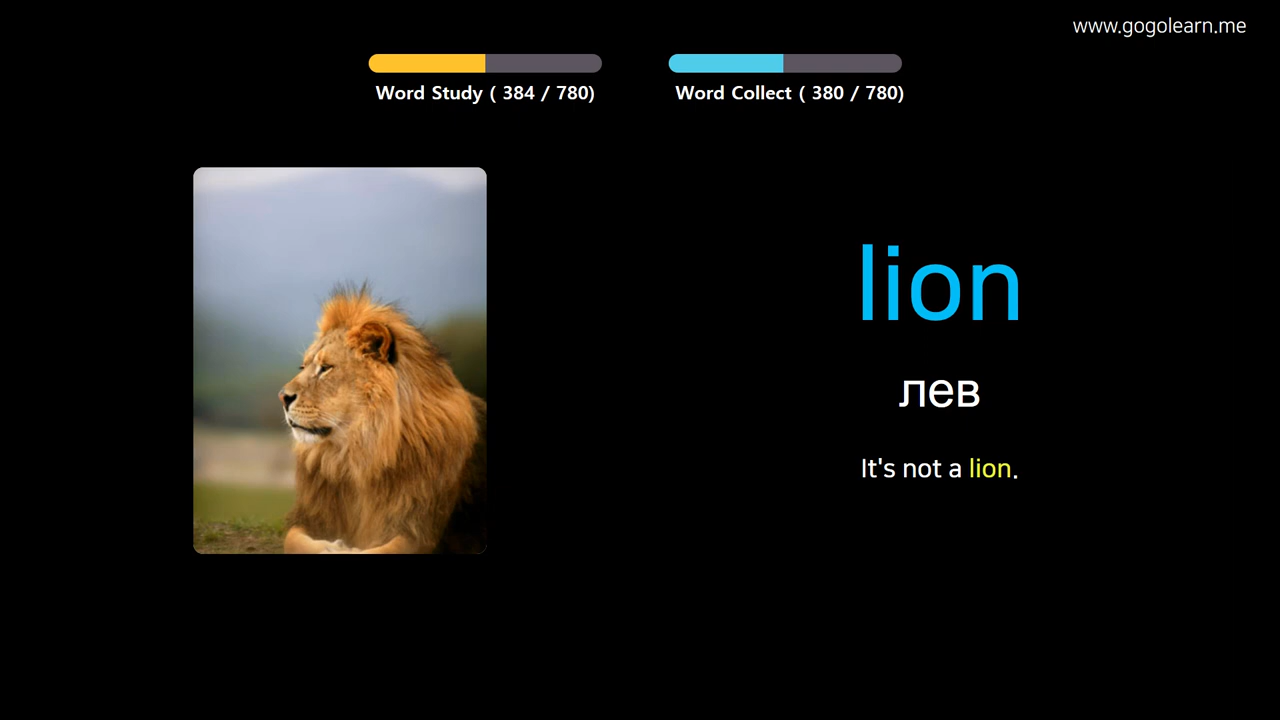 www.gogolearn.me
Word Study ( 384 / 780)
Word Collect ( 380 / 780)
lion
лев
It's not a lion.